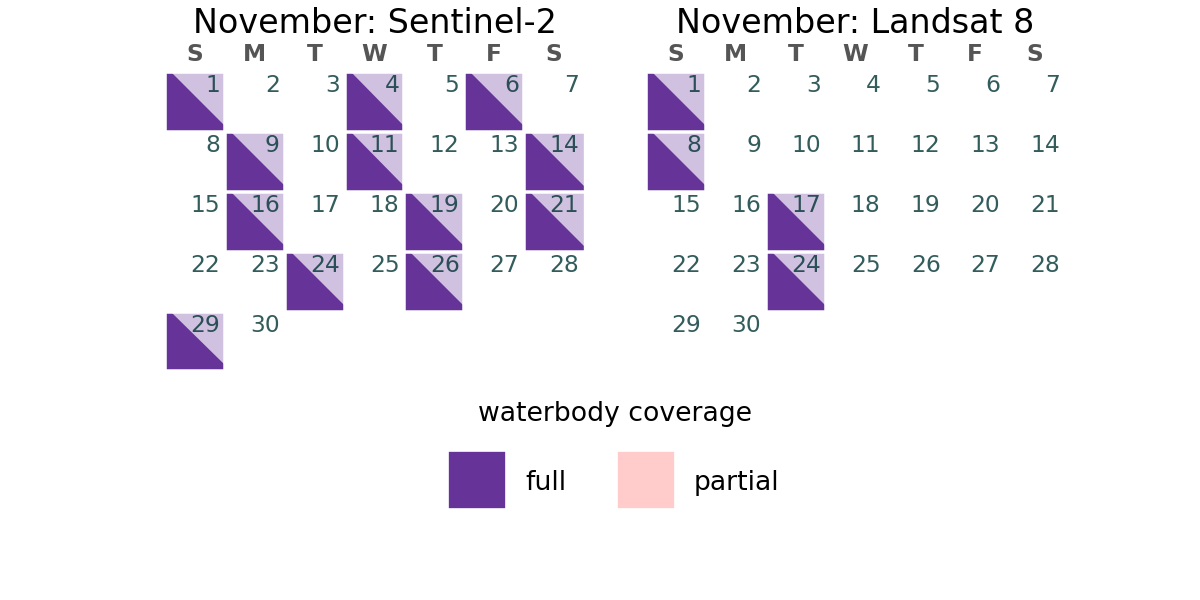 November: Sentinel-2
S M T W T F S
1 2 3 4 5 6 7
8 9 10 11 12 13 14
15 16 17 18 19 20 21
22 23 24 25 26 27 28
29 30
November: Landsat 8
S M T W T F S
1 2 3 4 5 6 7
8 9 10 11 12 13 14
15 16 17 18 19 20 21
22 23 24 25 26 27 28
29 30
waterbody coverage
full partial